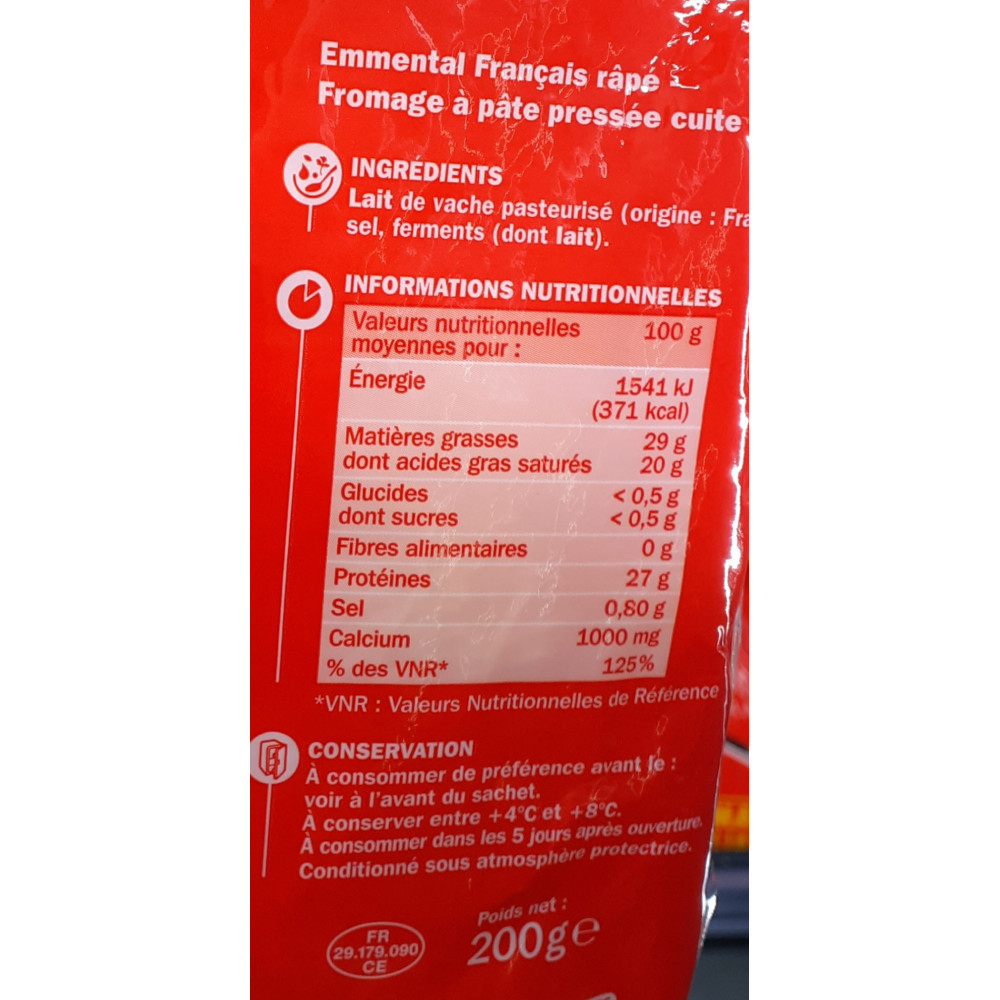 Emmental Français râpé
Fromage à pâte pressée cuite
INGRÉDIENTS
Lait de vache pasteurisé (origine :
sel, ferments (dont lait).
INFORMATIONS NUTRITIONNELLES
Valeurs nutritionnelles 100 g
moyennes pour :
Énergie 1541 kJ
(371 kcal)
Matières grasses 29 g
dont acides gras saturés 20 g
Glucides < 0,5 g
dont sucres < 0,5 g
Fibres alimentaires 0 g
Protéines 27 g
Sel 0,80 g
Calcium 1000 mg
% des VNR* 125%
*VNR : Valeurs Nutritionnelles de Référence
CONSERVATION
À consommer de préférence avant le :
voir à l'avant du sachet.
À conserver entre +4°C et +8°C.
À consommer dans les 5 jours après ouverture.
Conditionné sous atmosphère protectrice.
FR
29.179.090
CE
Poids net :
200g e